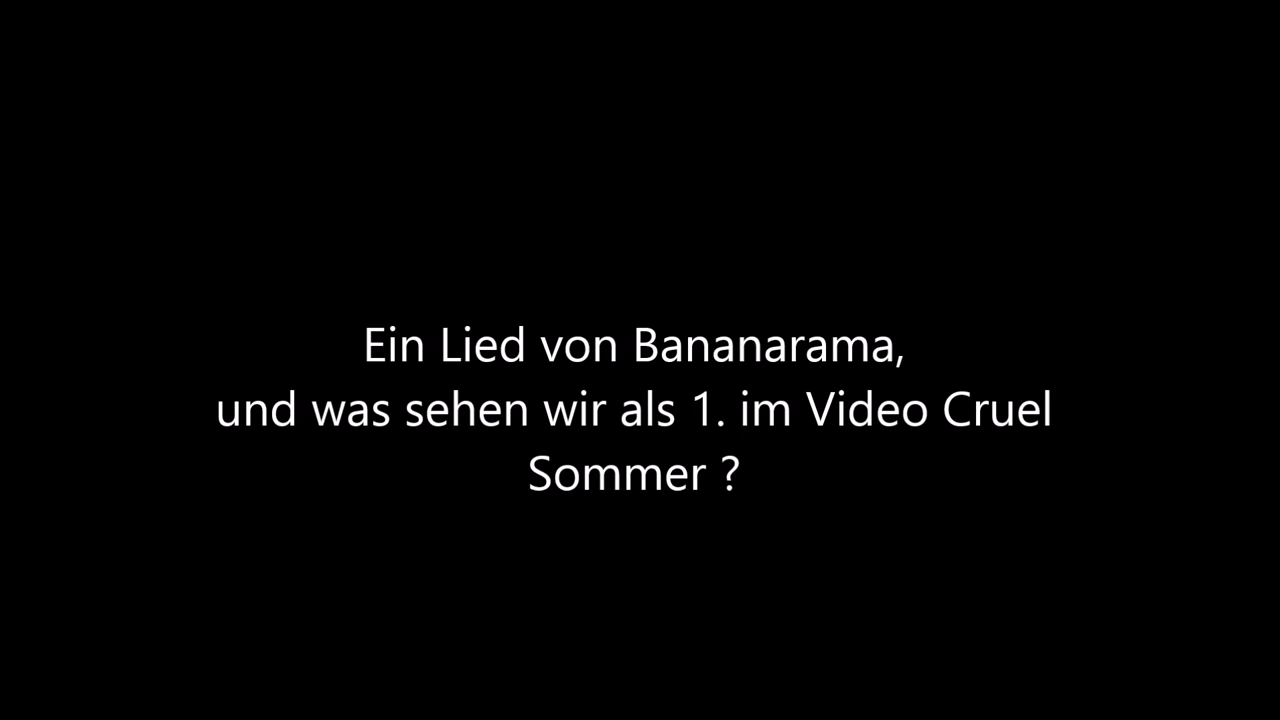 Ein Lied von Bananarama,
und was sehen wir als 1. im Video Cruel
Sommer ?